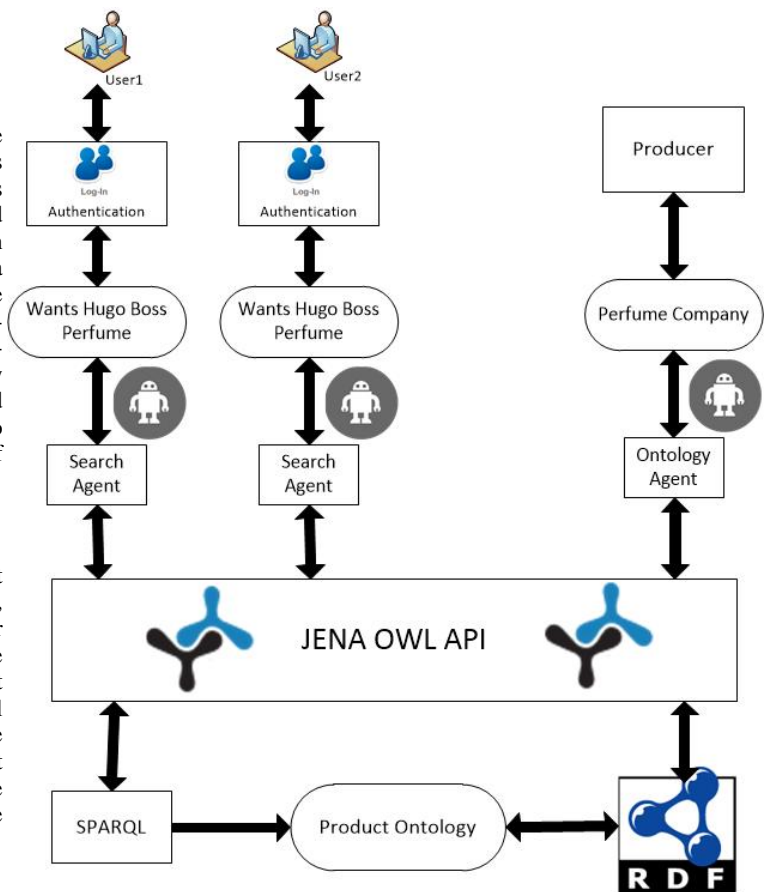 User1
User2
Log-In
Authentication
Log-In
Authentication
Producer
Wants Hugo Boss
Perfume
Wants Hugo Boss
Perfume
Perfume Company
Search
Agent
Search
Agent
Ontology
Agent
JENA OWL API
SPARQL
Product Ontology
RDF